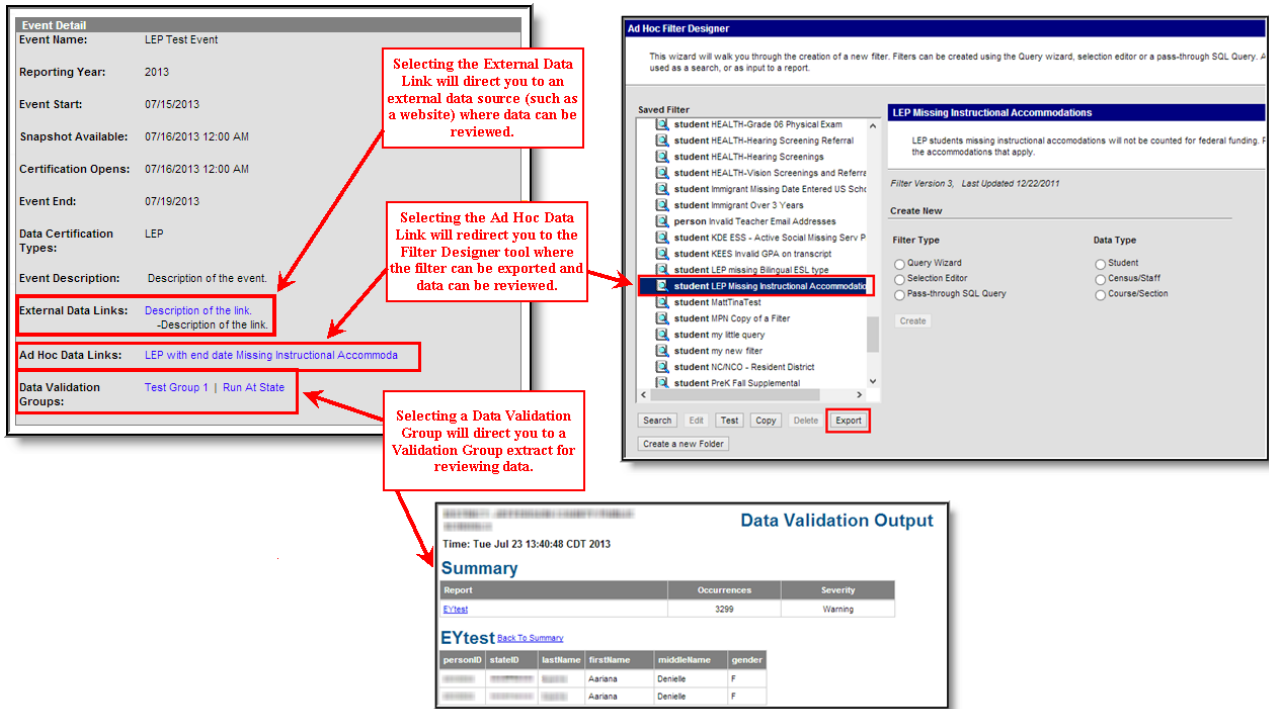 Event Detail
Event Name: LEP Test Event
Reporting Year: 2013
Event Start: 07/15/2013
Snapshot Available: 07/16/2013 12:00 AM
Certification Opens: 07/16/2013 12:00 AM
Event End: 07/19/2013
Data Certification LEP
Types:
Event Description: Description of the event.
External Data Links: Description of the link.
-Description of the link.
Ad Hoc Data Links: LEP with end date Missing Instructional Accommoda
Data Validation Test Group 1 | Run At State
Groups:
Selecting the External Data
Link will direct you to an
external data source (such as
a website) where data can be
reviewed.
Selecting the Ad Hoc Data
Link will redirect you to the
Filter Designer tool where
the filter can be exported and
data can be reviewed.
Selecting a Data Validation
Group will direct you to a
Validation Group extract for
reviewing data.
Ad Hoc Filter Designer
This wizard will walk you through the creation of a new filter. Filters can be created using the Query wizard, selection editor or a pass-through SQL Query. A
used as a search, or as input to a report.
Saved Filter
student HEALTH-Grade 06 Physical Exam
student HEALTH-Hearing Screening Referral
student HEALTH-Hearing Screenings
student HEALTH-Vision Screenings and Referra
student Immigrant Missing Date Entered US Scho
student Immigrant Over 3 Years
person Invalid Teacher Email Addresses
student KDE ESS - Active Social Missing Serv P
student KEES Invalid GPA on transcript
student LEP missing Bilingual ESL type
student LEP Missing Instructional Accommodatio
student MattTinaTest
student MPN Copy of a Filter
student my little query
student my new filter
student NC/NCO - Resident District
student PreK Fall Supplemental
Search Edit Test Copy Delete Export
Create a new Folder
LEP Missing Instructional Accommodations
LEP students missing instructional accomodations will not be counted for federal funding. P
the accommodations that apply.
Filter Version 3, Last Updated 12/22/2011
Create New
Filter Type Data Type
Query Wizard Student
Selection Editor Census/Staff
Pass-through SQL Query Course/Section
Create
Data Validation Output
Time: Tue Jul 23 13:40:48 CDT 2013
Summary
Report Occurrences Severity
EYtest 3299 Warning
EYtest Back To Summary
personID stateID lastName firstName middleName gender
Aariana Denielle F
Aariana Denielle F